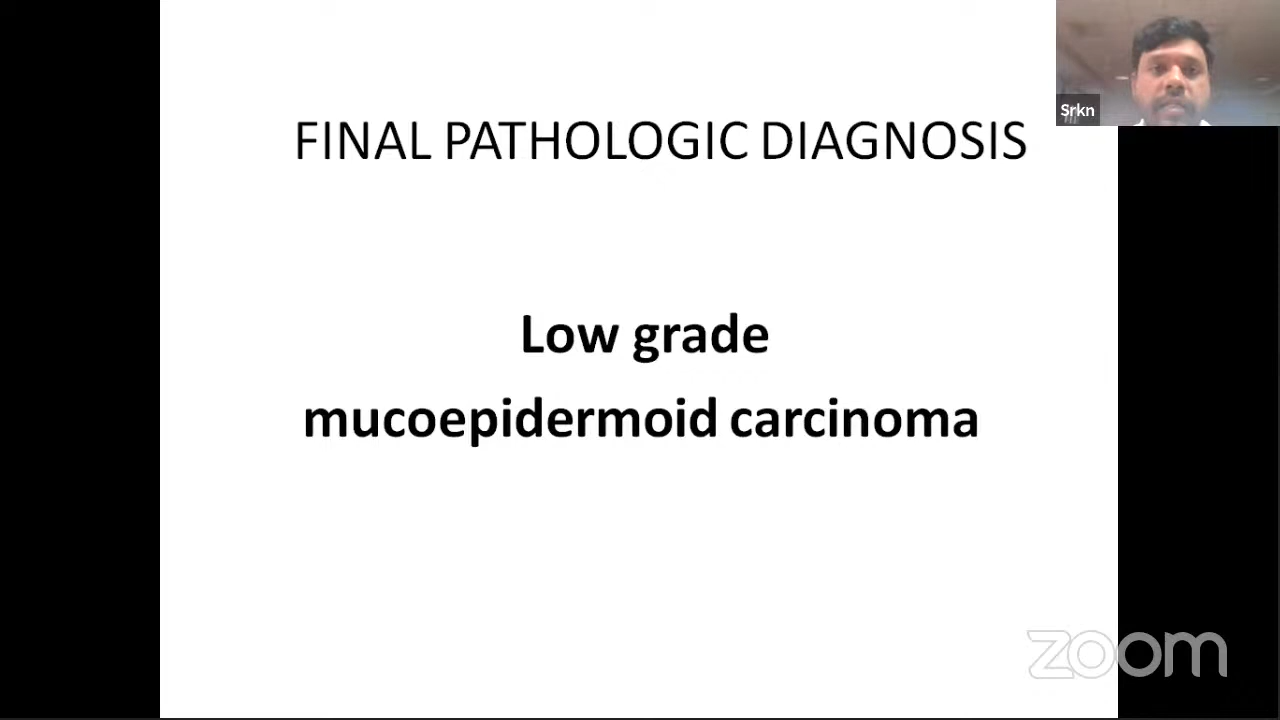 Srkn
FINAL PATHOLOGIC DIAGNOSIS
Low grade
mucoepidermoid carcinoma
zoom